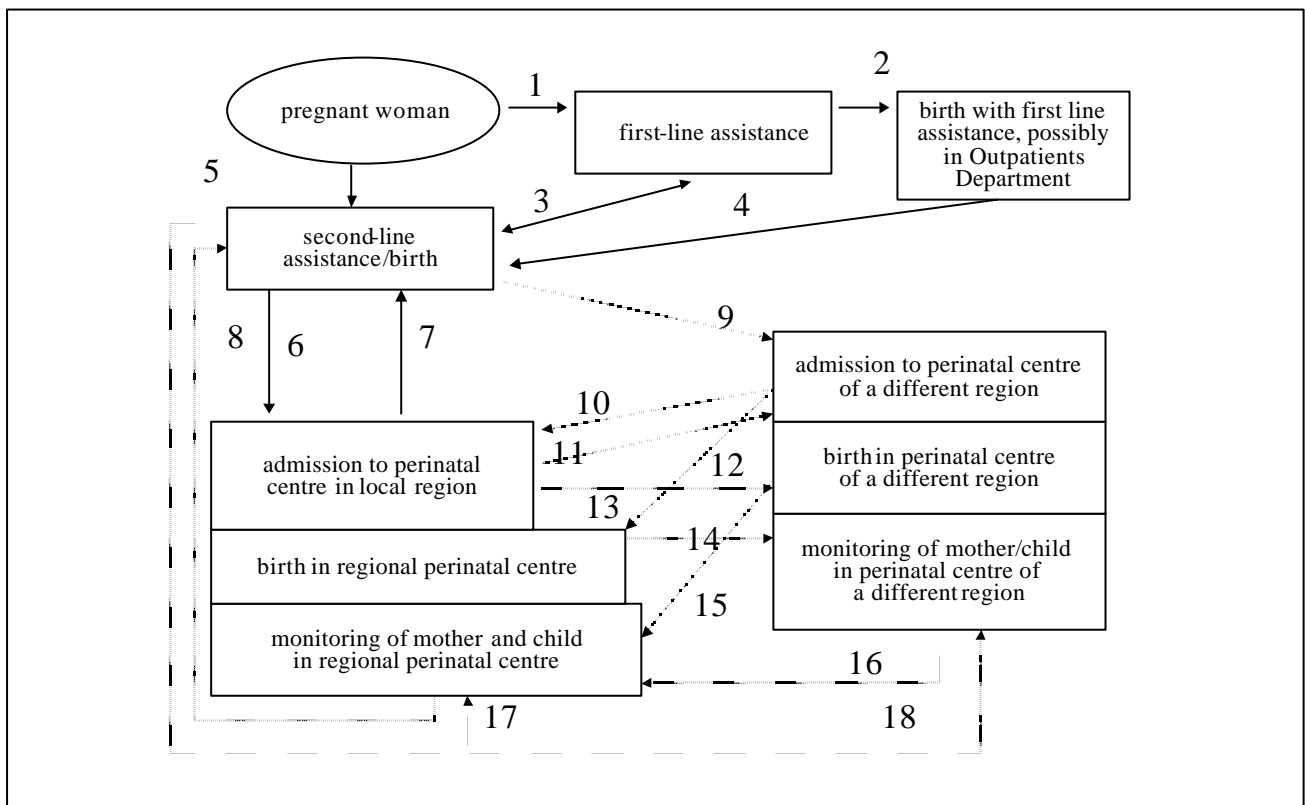 1
2
pregnant woman
first-line assistance
birth with first line
assistance, possibly
in Outpatients
Department
5
3
4
second-line
assistance/birth
8
6
7
9
admission to perinatal centre
of a different region
10
11
12
admission to perinatal
centre in local region
birth in perinatal centre
of a different region
13
14
birth in regional perinatal centre
monitoring of mother/child
in perinatal centre of
a different region
15
monitoring of mother and child
in regional perinatal centre
16
17
18